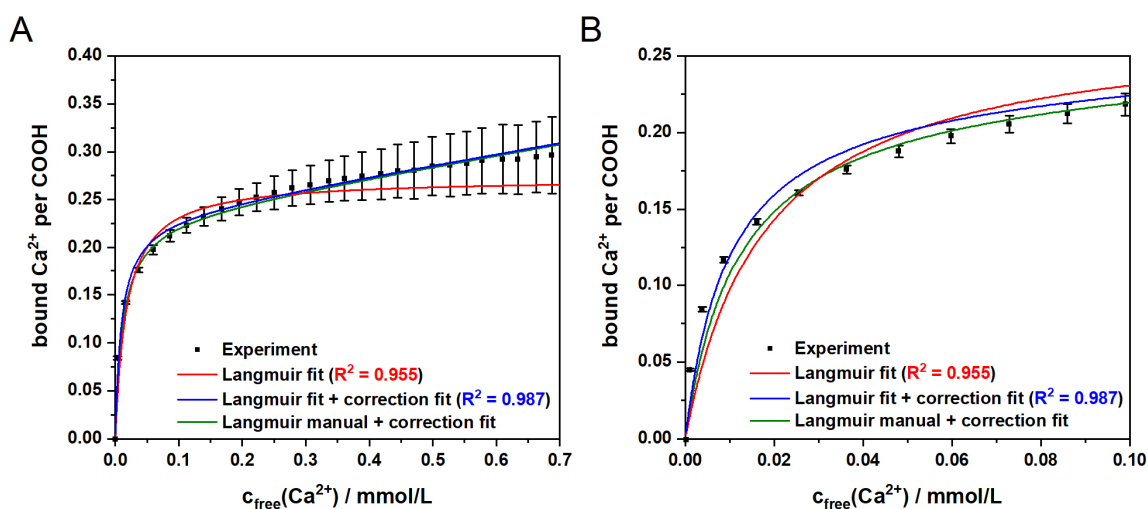 A
0.40
0.35
0.30
0.25
0.20
0.15
0.10
0.05
0.00
bound Ca²⁺ per COOH
Experiment
Langmuir fit (R² = 0.955)
Langmuir fit + correction fit (R² = 0.987)
Langmuir manual + correction fit
0.0 0.1 0.2 0.3 0.4 0.5 0.6 0.7
c_free(Ca²⁺) / mmol/L
B
0.25
0.20
0.15
0.10
0.05
0.00
bound Ca²⁺ per COOH
Experiment
Langmuir fit (R² = 0.955)
Langmuir fit + correction fit (R² = 0.987)
Langmuir manual + correction fit
0.00 0.02 0.04 0.06 0.08 0.10
c_free(Ca²⁺) / mmol/L